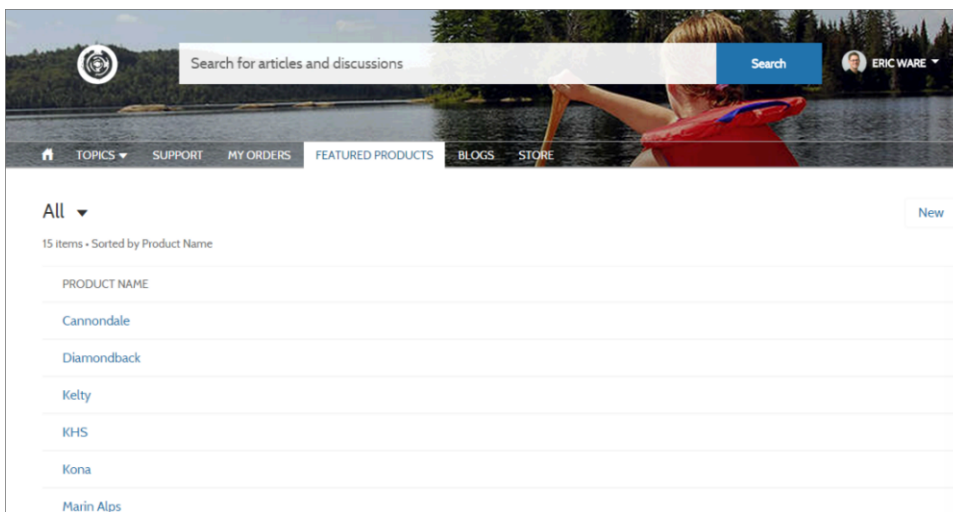 Search for articles and discussions Search ERIC WARE
TOPICS SUPPORT MY ORDERS FEATURED PRODUCTS BLOGS STORE
All New
15 items • Sorted by Product Name
PRODUCT NAME
Cannondale
Diamondback
Kelty
KHS
Kona
Marin Alps